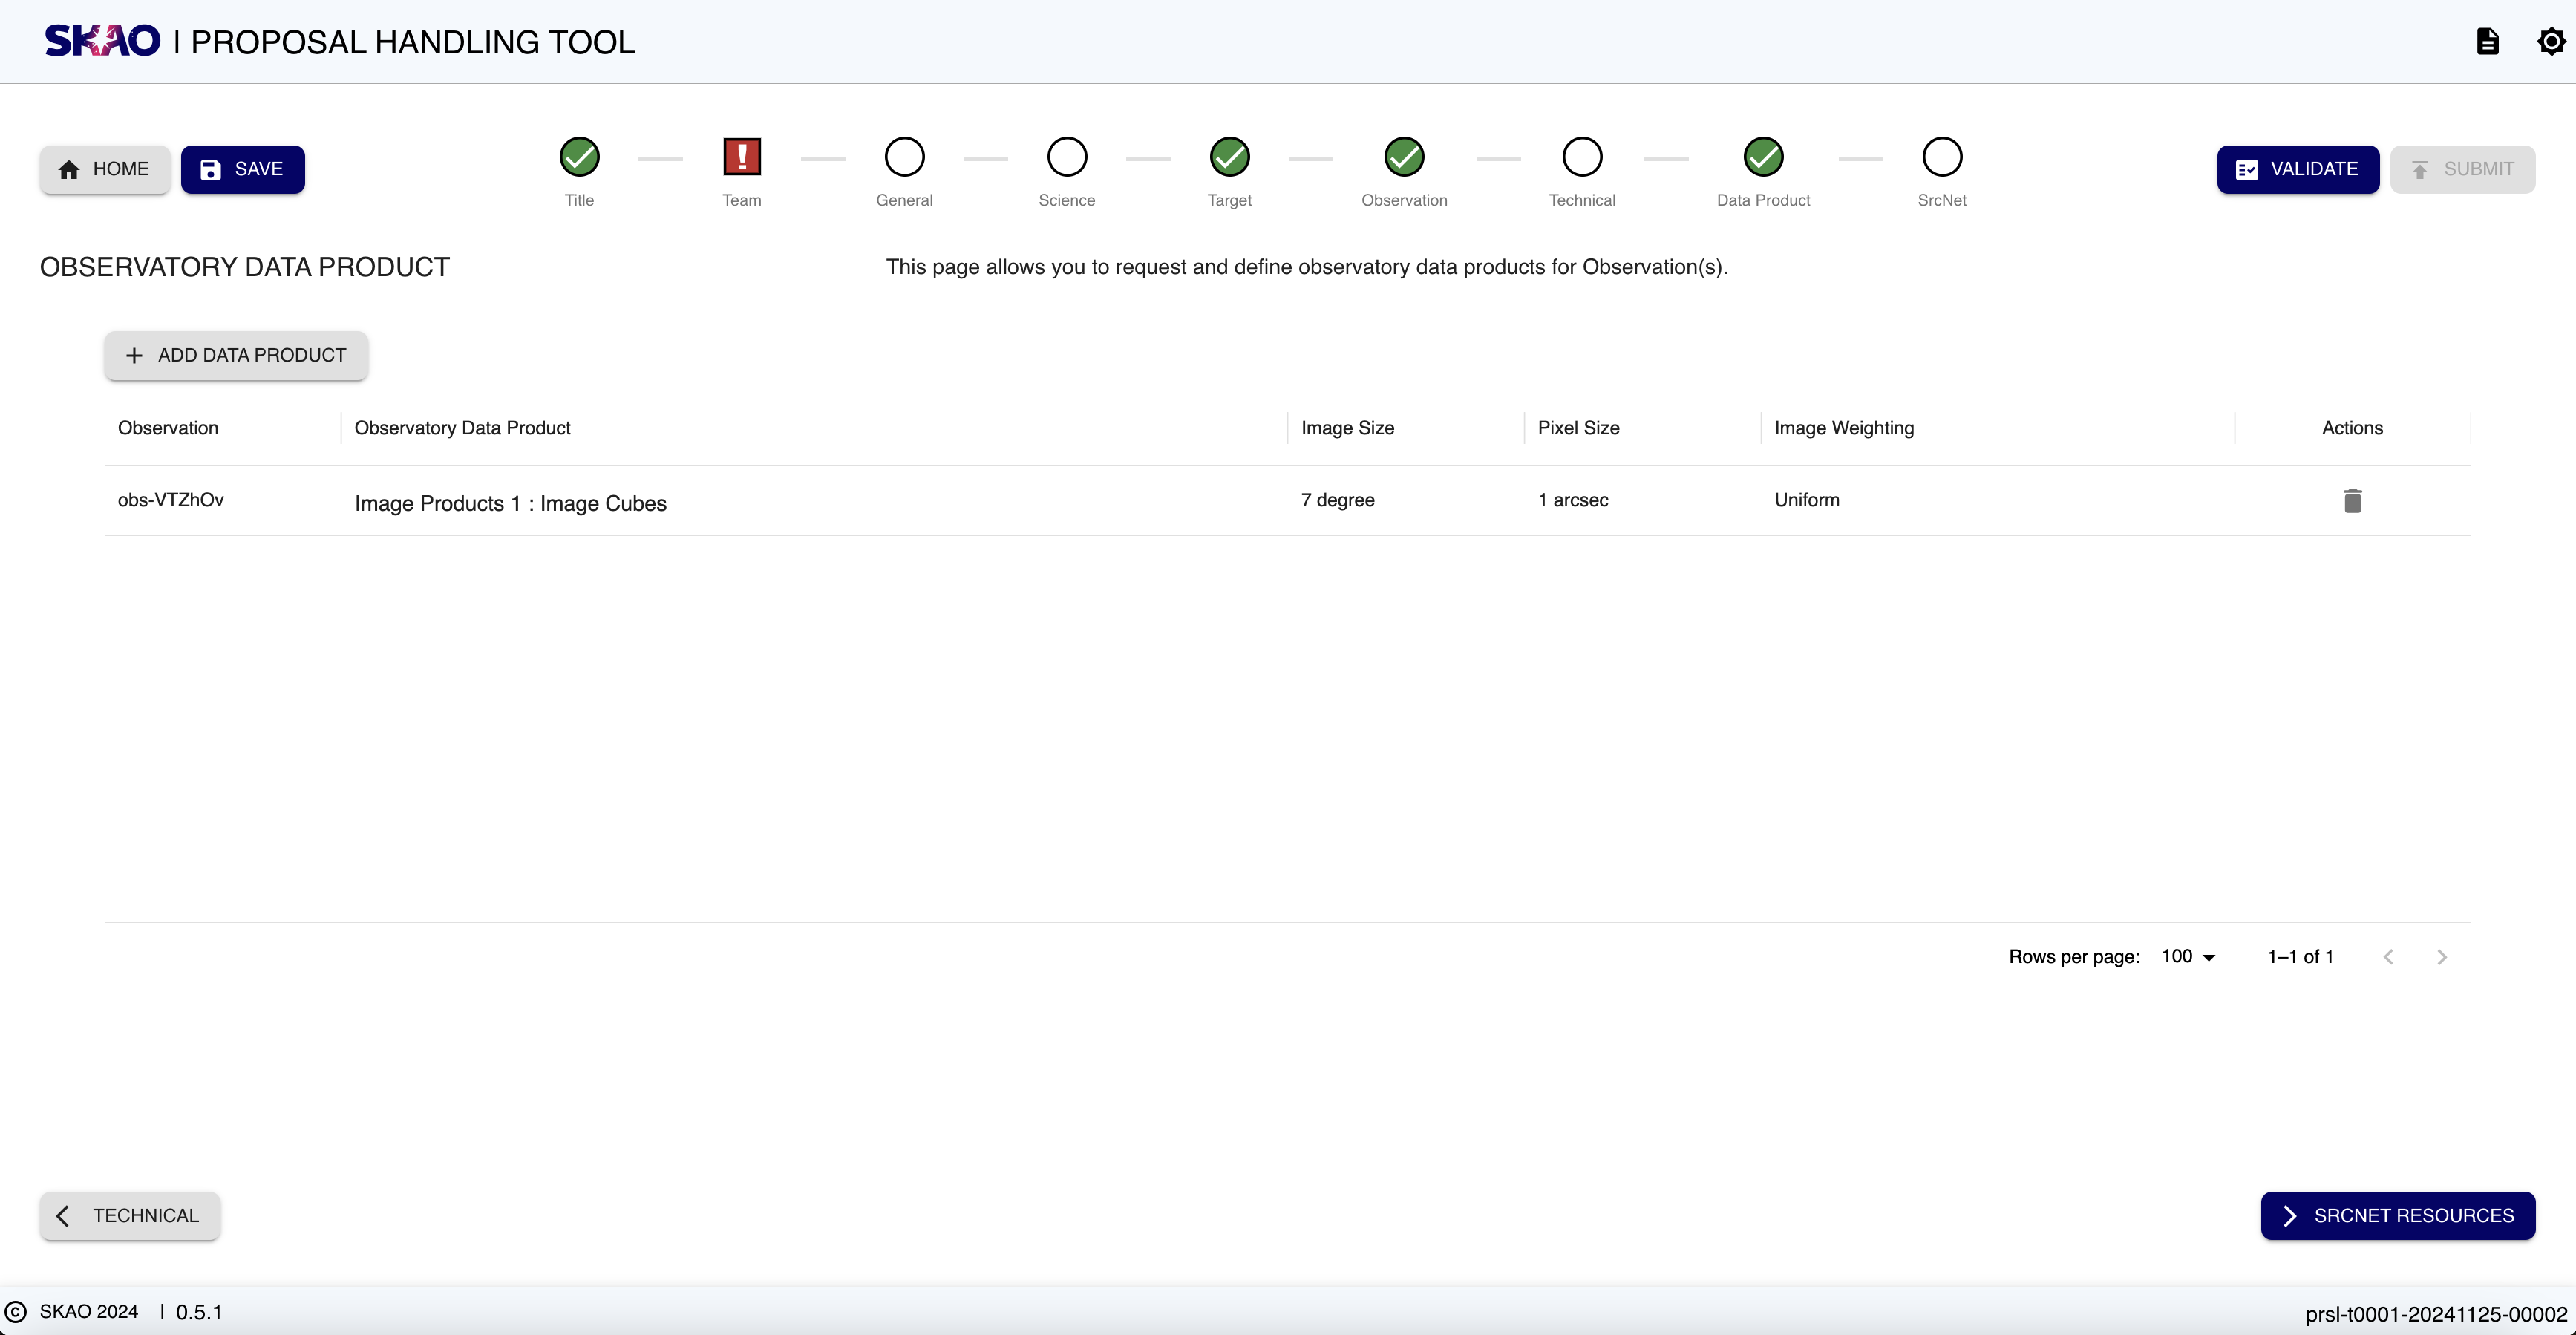 SKAO | PROPOSAL HANDLING TOOL
HOME SAVE Title Team General Science Target Observation Technical Data Product SrcNet VALIDATE SUBMIT
OBSERVATORY DATA PRODUCT This page allows you to request and define observatory data products for Observation(s).
+ ADD DATA PRODUCT
Observation Observatory Data Product Image Size Pixel Size Image Weighting Actions
obs-VTZhOv Image Products 1 : Image Cubes 7 degree 1 arcsec Uniform
Rows per page: 100 1–1 of 1
TECHNICAL SRCNET RESOURCES
© SKAO 2024 | 0.5.1 prsl-t0001-20241125-00002